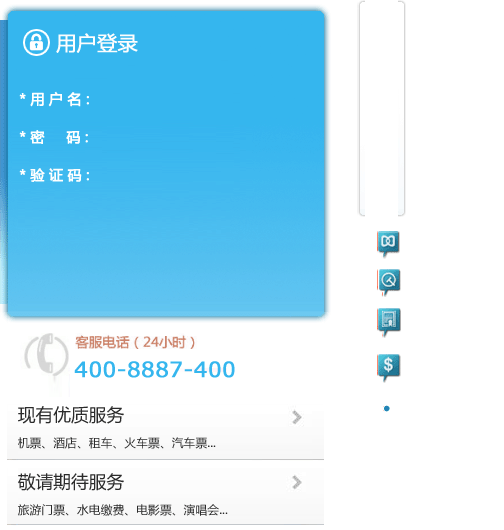 用户登录
* 用 户 名 :
* 密 码 :
* 验 证 码 :
客服电话（24小时）
400-8887-400
现有优质服务
机票、酒店、租车、火车票、汽车票...
敬请期待服务
旅游门票、水电缴费、电影票、演唱会...
$